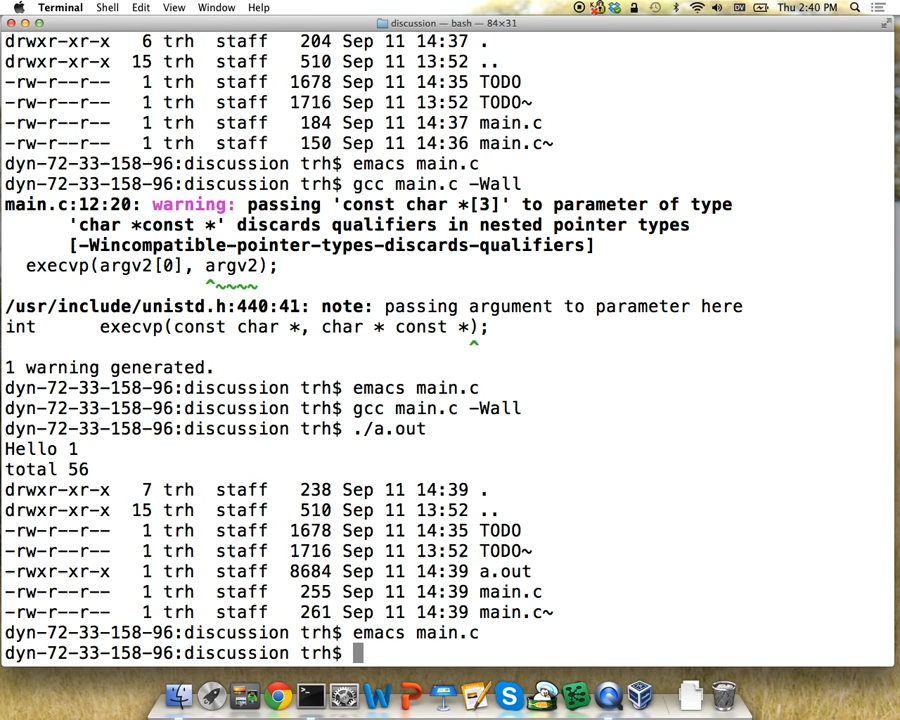 Terminal Shell Edit View Window Help Thu 2:40 PM
discussion — bash — 84×31
drwxr-xr-x 6 trh staff 204 Sep 11 14:37 .
drwxr-xr-x 15 trh staff 510 Sep 11 13:52 ..
-rw-r--r-- 1 trh staff 1678 Sep 11 14:35 TODO
-rw-r--r-- 1 trh staff 1716 Sep 11 13:52 TODO~
-rw-r--r-- 1 trh staff 184 Sep 11 14:37 main.c
-rw-r--r-- 1 trh staff 150 Sep 11 14:36 main.c~
dyn-72-33-158-96:discussion trh$ emacs main.c
dyn-72-33-158-96:discussion trh$ gcc main.c -Wall
main.c:12:20: warning: passing 'const char *[3]' to parameter of type
'char *const *' discards qualifiers in nested pointer types
[-Wincompatible-pointer-types-discards-qualifiers]
execvp(argv2[0], argv2);
^~~~~
/usr/include/unistd.h:440:41: note: passing argument to parameter here
int execvp(const char *, char * const *);
^
1 warning generated.
dyn-72-33-158-96:discussion trh$ emacs main.c
dyn-72-33-158-96:discussion trh$ gcc main.c -Wall
dyn-72-33-158-96:discussion trh$ ./a.out
Hello 1
total 56
drwxr-xr-x 7 trh staff 238 Sep 11 14:39 .
drwxr-xr-x 15 trh staff 510 Sep 11 13:52 ..
-rw-r--r-- 1 trh staff 1678 Sep 11 14:35 TODO
-rw-r--r-- 1 trh staff 1716 Sep 11 13:52 TODO~
-rwxr-xr-x 1 trh staff 8684 Sep 11 14:39 a.out
-rw-r--r-- 1 trh staff 255 Sep 11 14:39 main.c
-rw-r--r-- 1 trh staff 261 Sep 11 14:39 main.c~
dyn-72-33-158-96:discussion trh$ emacs main.c
dyn-72-33-158-96:discussion trh$